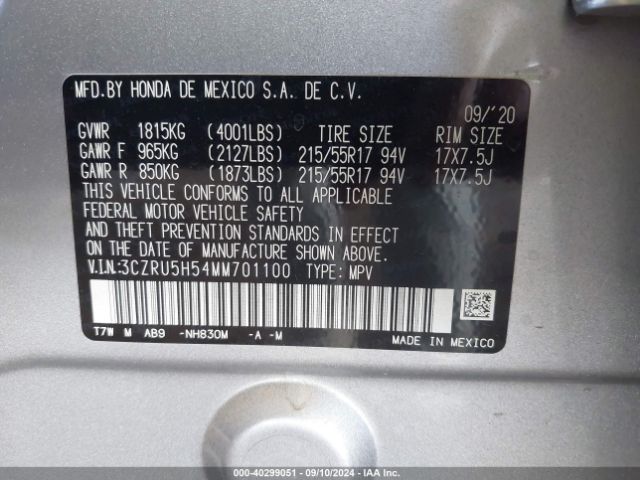 MFD.BY HONDA DE MEXICO S.A. DE C.V.
09/'20
GVWR 1815KG (4001LBS) TIRE SIZE RIM SIZE
GAWR F 965KG (2127LBS) 215/55R17 94V 17X7.5J
GAWR R 850KG (1873LBS) 215/55R17 94V 17X7.5J
THIS VEHICLE CONFORMS TO ALL APPLICABLE
FEDERAL MOTOR VEHICLE SAFETY
AND THEFT PREVENTION STANDARDS IN EFFECT
ON THE DATE OF MANUFACTURE SHOWN ABOVE.
V.I.N:3CZRU5H54MM701100 TYPE: MPV
T7W M AB9 -NH830M -A -M
MADE IN MEXICO
000-40299051 - 09/10/2024 - IAA Inc.